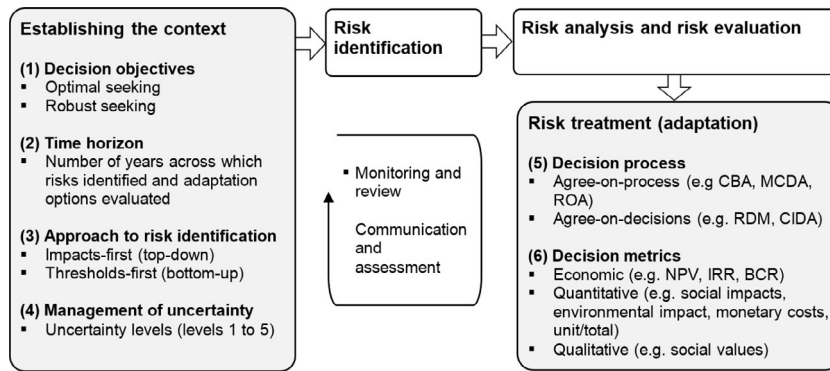 Establishing the context
(1) Decision objectives
▪ Optimal seeking
▪ Robust seeking
(2) Time horizon
▪ Number of years across which
risks identified and adaptation
options evaluated
(3) Approach to risk identification
▪ Impacts-first (top-down)
▪ Thresholds-first (bottom-up)
(4) Management of uncertainty
▪ Uncertainty levels (levels 1 to 5)
Risk
identification
▪ Monitoring and
review
Communication
and
assessment
Risk analysis and risk evaluation
Risk treatment (adaptation)
(5) Decision process
▪ Agree-on-process (e.g CBA, MCDA,
ROA)
▪ Agree-on-decisions (e.g. RDM, CIDA)
(6) Decision metrics
▪ Economic (e.g. NPV, IRR, BCR)
▪ Quantitative (e.g. social impacts,
environmental impact, monetary costs,
unit/total)
▪ Qualitative (e.g. social values)